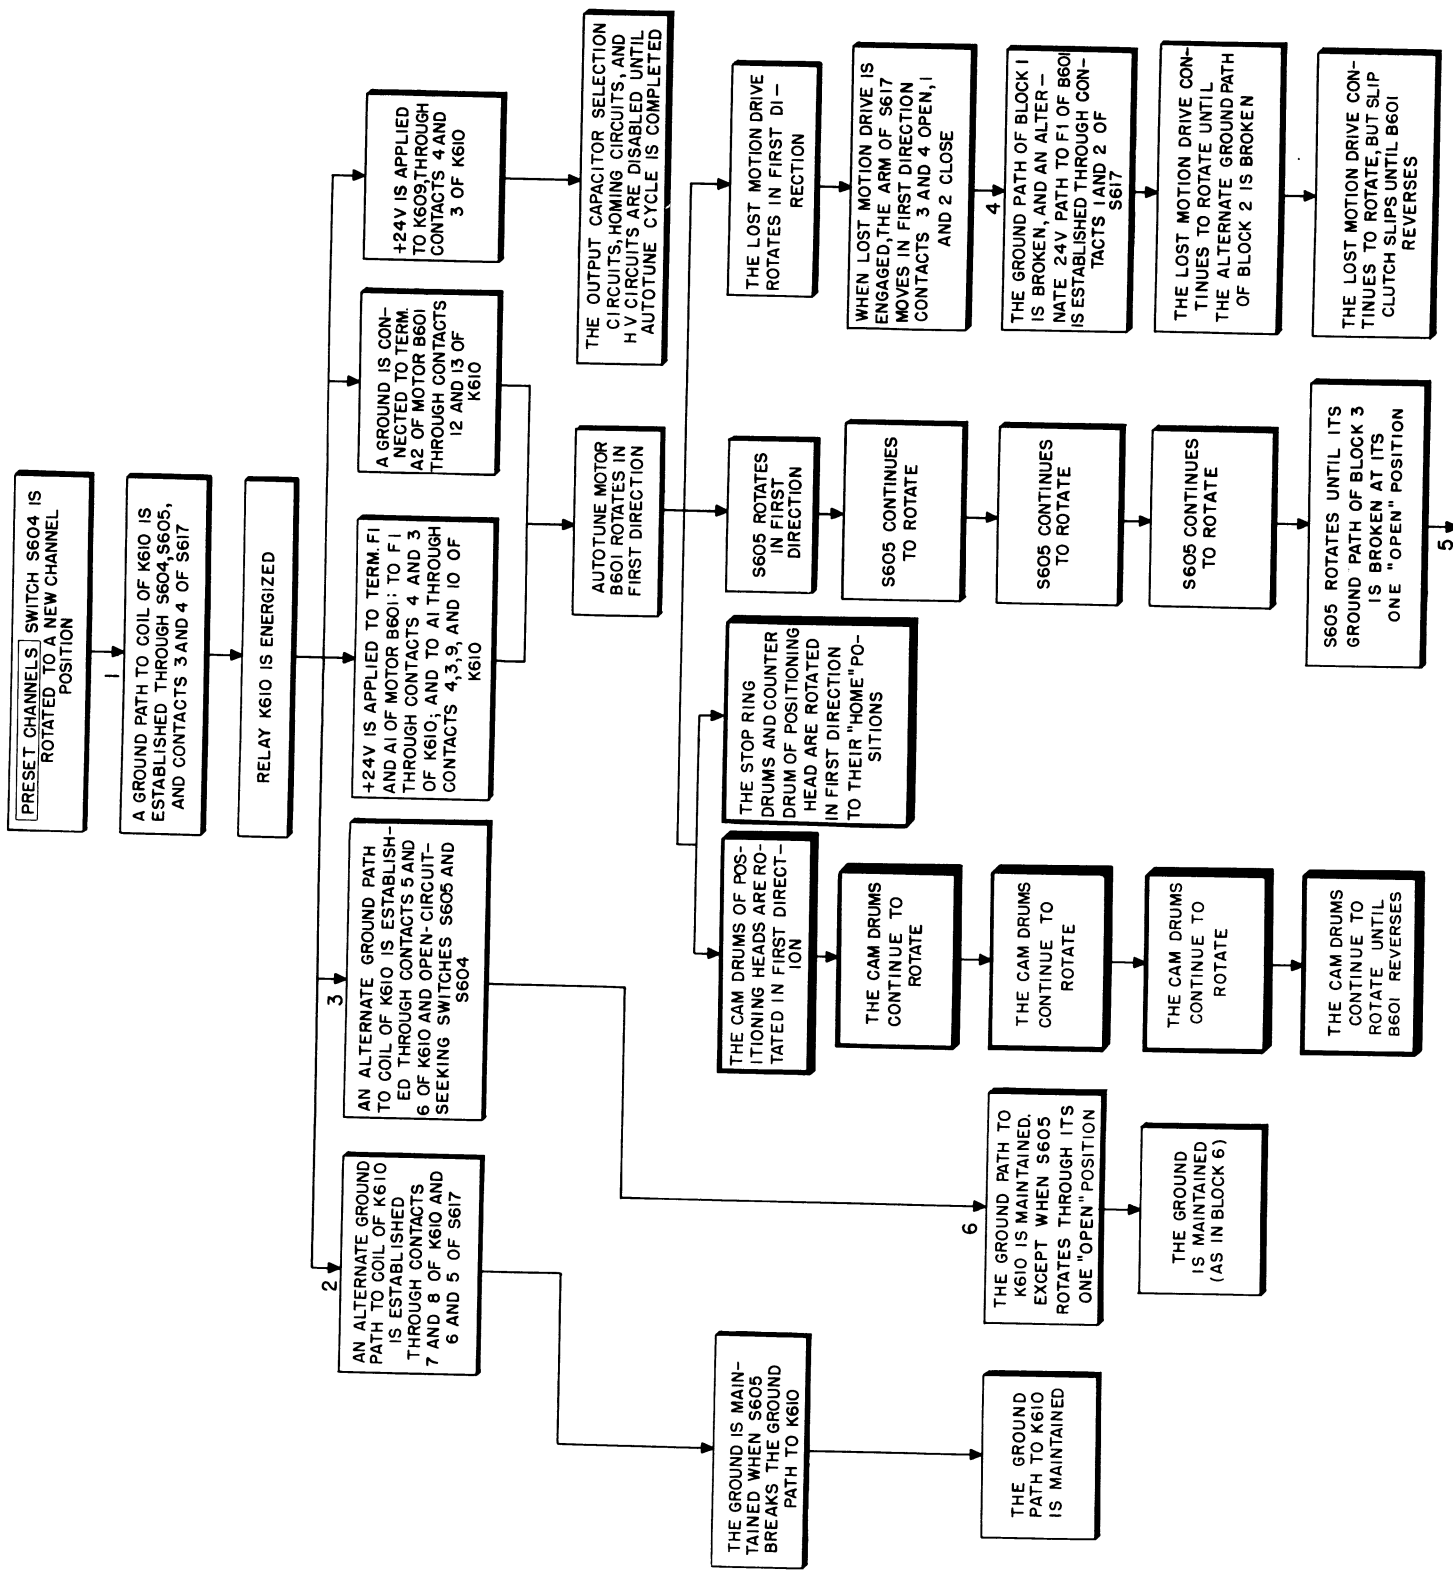 PRESET CHANNELS SWITCH S604 IS
ROTATED TO A NEW CHANNEL
POSITION
1
A GROUND PATH TO COIL OF K610 IS
ESTABLISHED THROUGH S604,S605,
AND CONTACTS 3 AND 4 OF S617
RELAY K610 IS ENERGIZED
2
AN ALTERNATE GROUND
PATH TO COIL OF K610
IS ESTABLISHED
THROUGH CONTACTS
7 AND 8 OF K610 AND
6 AND 5 OF S617
3
AN ALTERNATE GROUND PATH
TO COIL OF K610 IS ESTABLISH-
ED THROUGH CONTACTS 5 AND
6 OF K610 AND OPEN-CIRCUIT-
SEEKING SWITCHES S605 AND
S604
+24V IS APPLIED TO TERM. F1
AND A1 OF MOTOR B601: TO F1
THROUGH CONTACTS 4 AND 3
OF K610; AND TO A1 THROUGH
CONTACTS 4,3,9, AND 10 OF
K610
A GROUND IS CON-
NECTED TO TERM.
A2 OF MOTOR B601
THROUGH CONTACTS
12 AND 13 OF
K610
+24V IS APPLIED
TO K609,THROUGH
CONTACTS 4 AND
3 OF K610
AUTOTUNE MOTOR
B601 ROTATES IN
FIRST DIRECTION
THE OUTPUT CAPACITOR SELECTION
CIRCUITS, HOMING CIRCUITS, AND
HV CIRCUITS ARE DISABLED UNTIL
AUTOTUNE CYCLE IS COMPLETED
THE GROUND IS MAIN-
TAINED WHEN S605
BREAKS THE GROUND
PATH TO K610
THE CAM DRUMS OF POS-
ITIONING HEADS ARE RO-
TATED IN FIRST DIRECT-
ION
THE STOP RING
DRUMS AND COUNTER
DRUM OF POSITIONING
HEAD ARE ROTATED
IN FIRST DIRECTION
TO THEIR "HOME" PO-
SITIONS
S605 ROTATES
IN FIRST
DIRECTION
THE LOST MOTION DRIVE
ROTATES IN FIRST DI-
RECTION
THE CAM DRUMS
CONTINUE TO
ROTATE
S605 CONTINUES
TO ROTATE
WHEN LOST MOTION DRIVE IS
ENGAGED,THE ARM OF S617
MOVES IN FIRST DIRECTION
CONTACTS 3 AND 4 OPEN, 1
AND 2 CLOSE
THE GROUND
PATH TO K610
IS MAINTAINED
6
THE GROUND PATH TO
K610 IS MAINTAINED.
EXCEPT WHEN S605
ROTATES THROUGH ITS
ONE "OPEN" POSITION
THE CAM DRUMS
CONTINUE TO
ROTATE
S605 CONTINUES
TO ROTATE
4
THE GROUND PATH OF BLOCK 1
IS BROKEN, AND AN ALTER-
NATE 24V PATH TO F1 OF B601
IS ESTABLISHED THROUGH CON-
TACTS 1 AND 2 OF
S617
THE GROUND
IS MAINTAINED
(AS IN BLOCK 6)
THE CAM DRUMS
CONTINUE TO
ROTATE
S605 CONTINUES
TO ROTATE
THE LOST MOTION DRIVE CON-
TINUES TO ROTATE UNTIL
THE ALTERNATE GROUND PATH
OF BLOCK 2 IS BROKEN
THE CAM DRUMS
CONTINUE TO
ROTATE UNTIL
B601 REVERSES
S605 ROTATES UNTIL ITS
GROUND PATH OF BLOCK 3
IS BROKEN AT ITS
ONE "OPEN" POSITION
THE LOST MOTION DRIVE CON-
TINUES TO ROTATE, BUT SLIP
CLUTCH SLIPS UNTIL B601
REVERSES
5